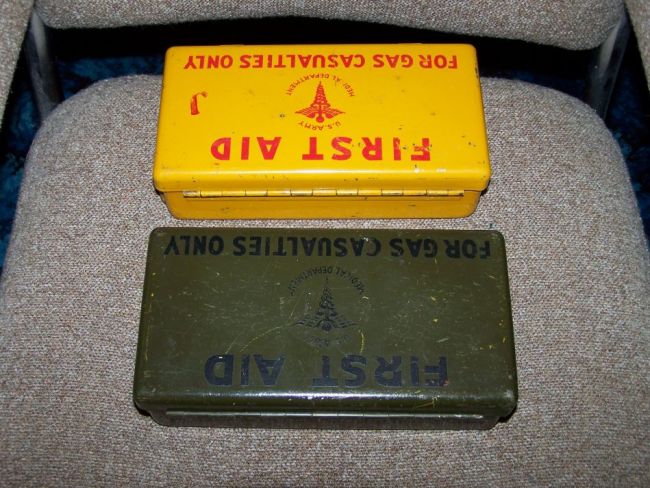 FIRST AID
U.S. ARMY
MEDICAL DEPARTMENT
FOR GAS CASUALTIES ONLY
FIRST AID
MEDICAL DEPARTMENT
FOR GAS CASUALTIES ONLY